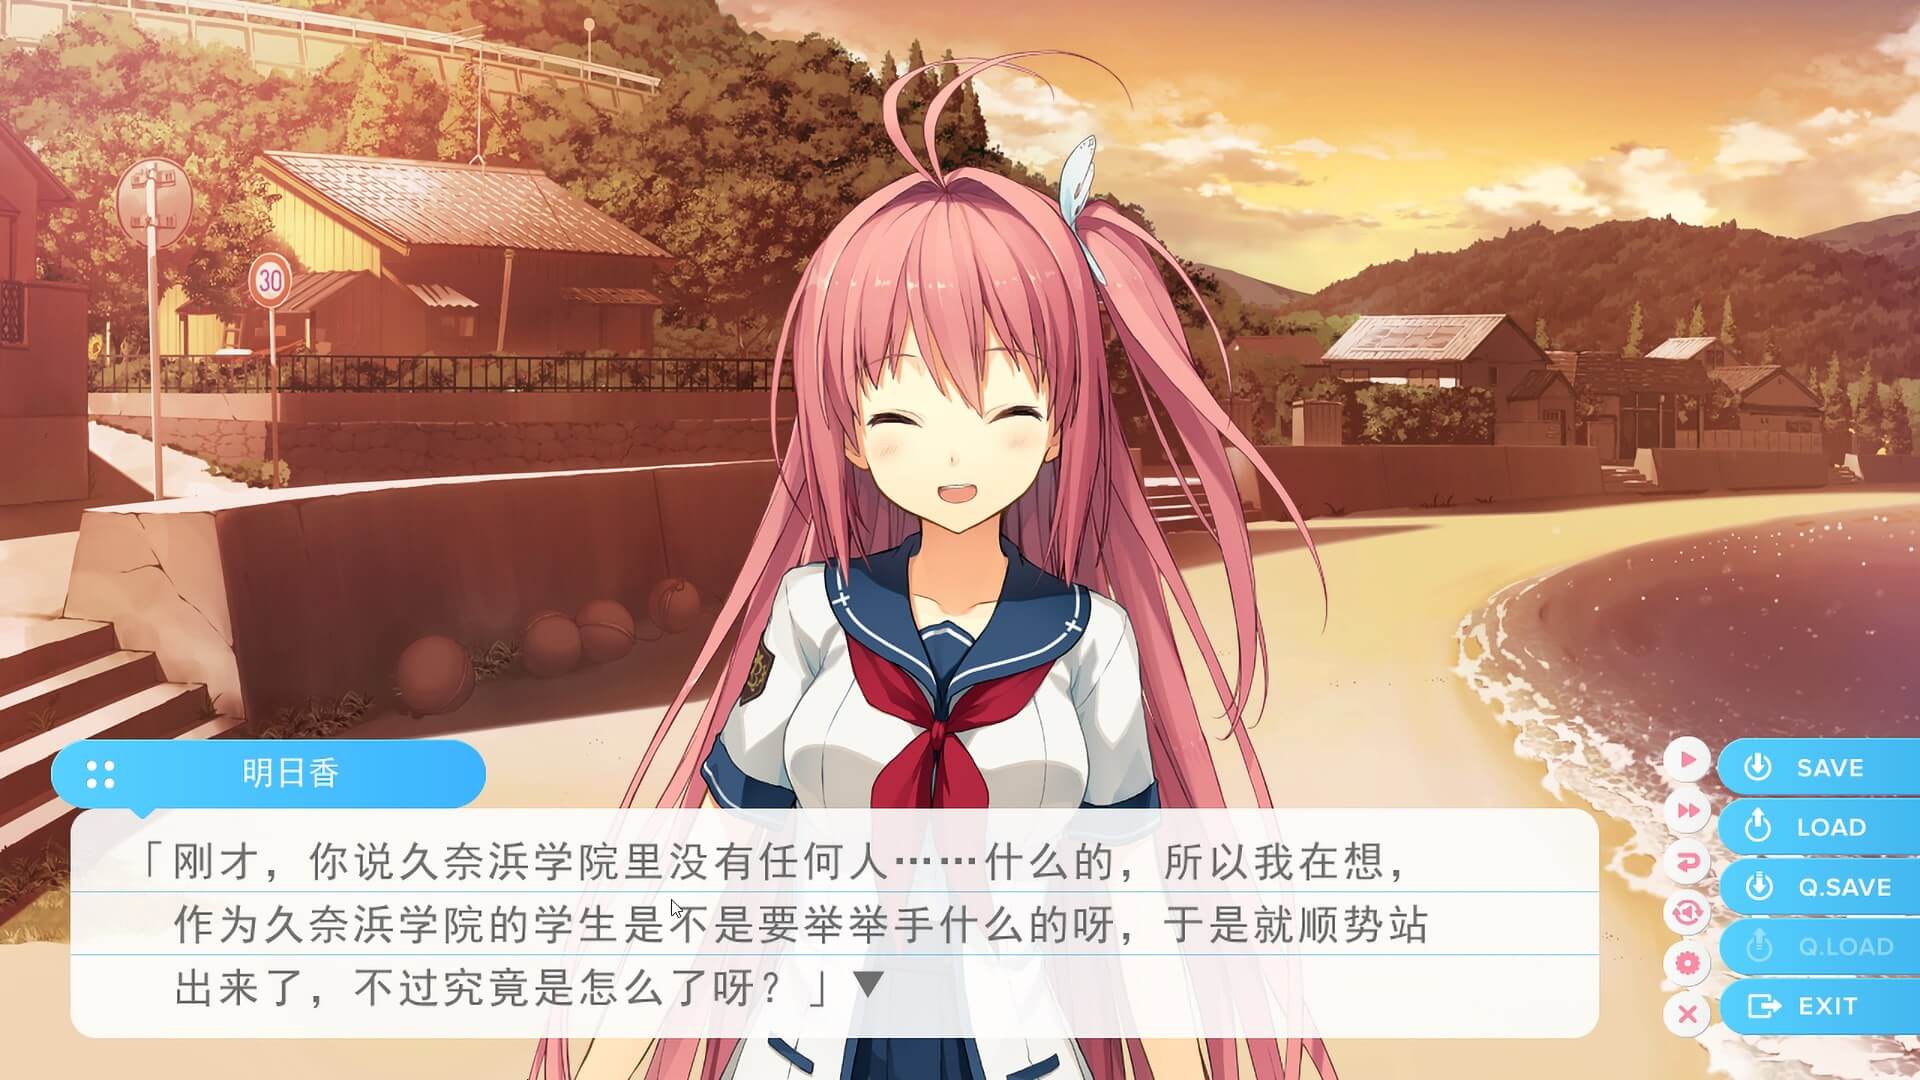 30
明日香
「刚才，你说久奈浜学院里没有任何人……什么的，所以我在想，
作为久奈浜学院的学生是不是要举举手什么的呀，于是就顺势站
出来了，不过究竟是怎么了呀？」▼
SAVE
LOAD
Q.SAVE
Q.LOAD
EXIT